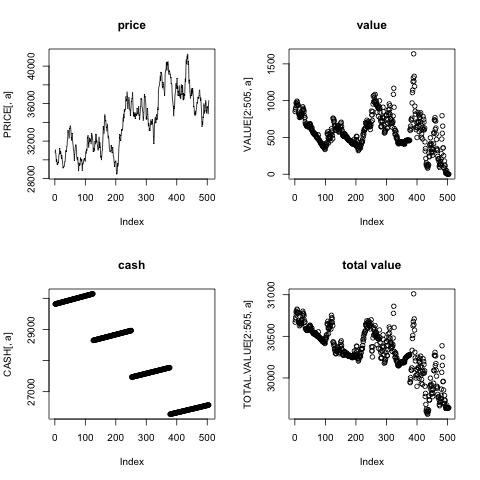 price
PRICE[, a]
28000 32000 36000 40000
0 100 200 300 400 500
Index
value
VALUE[2:505, a]
0 500 1000 1500
0 100 200 300 400 500
Index
cash
CASH[, a]
27000 29000
0 100 200 300 400 500
Index
total value
TOTAL.VALUE[2:505, a]
30000 30500 31000
0 100 200 300 400 500
Index